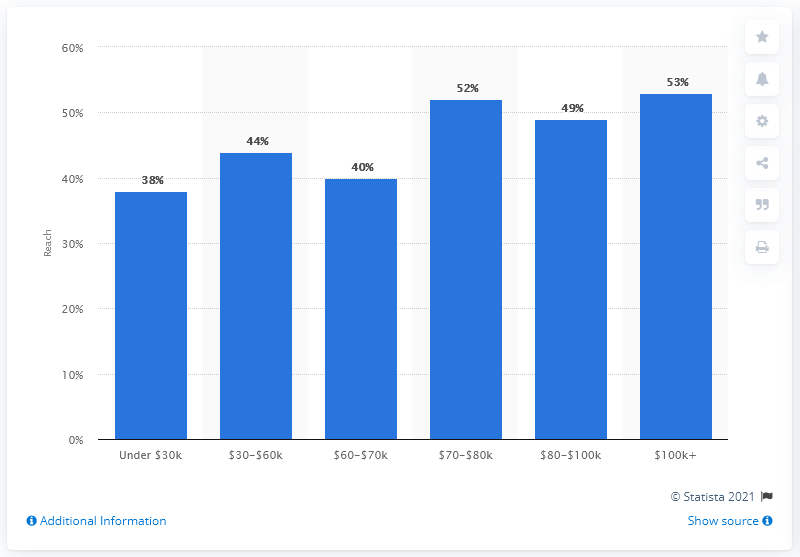 60%
50%
40%
30%
20%
10%
0%
Reach
38%
44%
40%
52%
49%
53%
Under $30k
$30-$60k
$60-$70k
$70-$80k
$80-$100k
$100k+
© Statista 2021
Additional Information
Show source